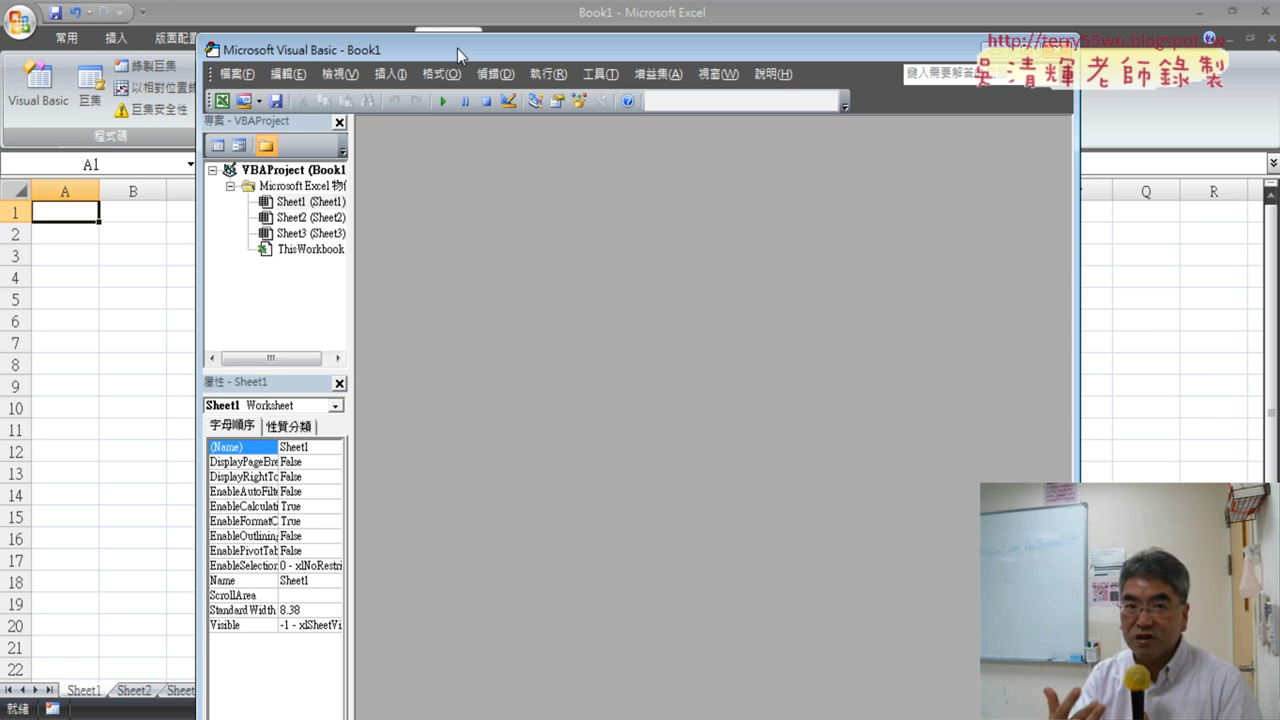 Book1 - Microsoft Excel
常用 插入 版面配置
Visual Basic
巨集
錄製巨集
以相對位置錄
巨集安全性
程式碼
http://terry55wu.blogspot.tw
吳清輝老師錄製
Microsoft Visual Basic - Book1
檔案(F) 編輯(E) 檢視(V) 插入(I) 格式(O) 偵錯(D) 執行(R) 工具(T) 增益集(A) 視窗(W) 說明(H)
鍵入需要解答
專案 - VBAProject
VBAProject (Book1
Microsoft Excel 物
Sheet1 (Sheet1)
Sheet2 (Sheet2)
Sheet3 (Sheet3)
ThisWorkbook
屬性 - Sheet1
Sheet1 Worksheet
字母順序 性質分類
(Name) Sheet1
DisplayPageBre False
DisplayRightTo False
EnableAutoFilte False
EnableCalculati True
EnableFormatC True
EnableOutlining False
EnablePivotTab False
EnableSelection 0 - xlNoRestri
Name Sheet1
ScrollArea
Standard Width 8.38
Visible -1 - xlSheetVi
A1
A B Q R
1
2
3
4
5
6
7
8
9
10
11
12
13
14
15
16
17
18
19
20
21
22
Sheet1 Sheet2 Sheet
就緒